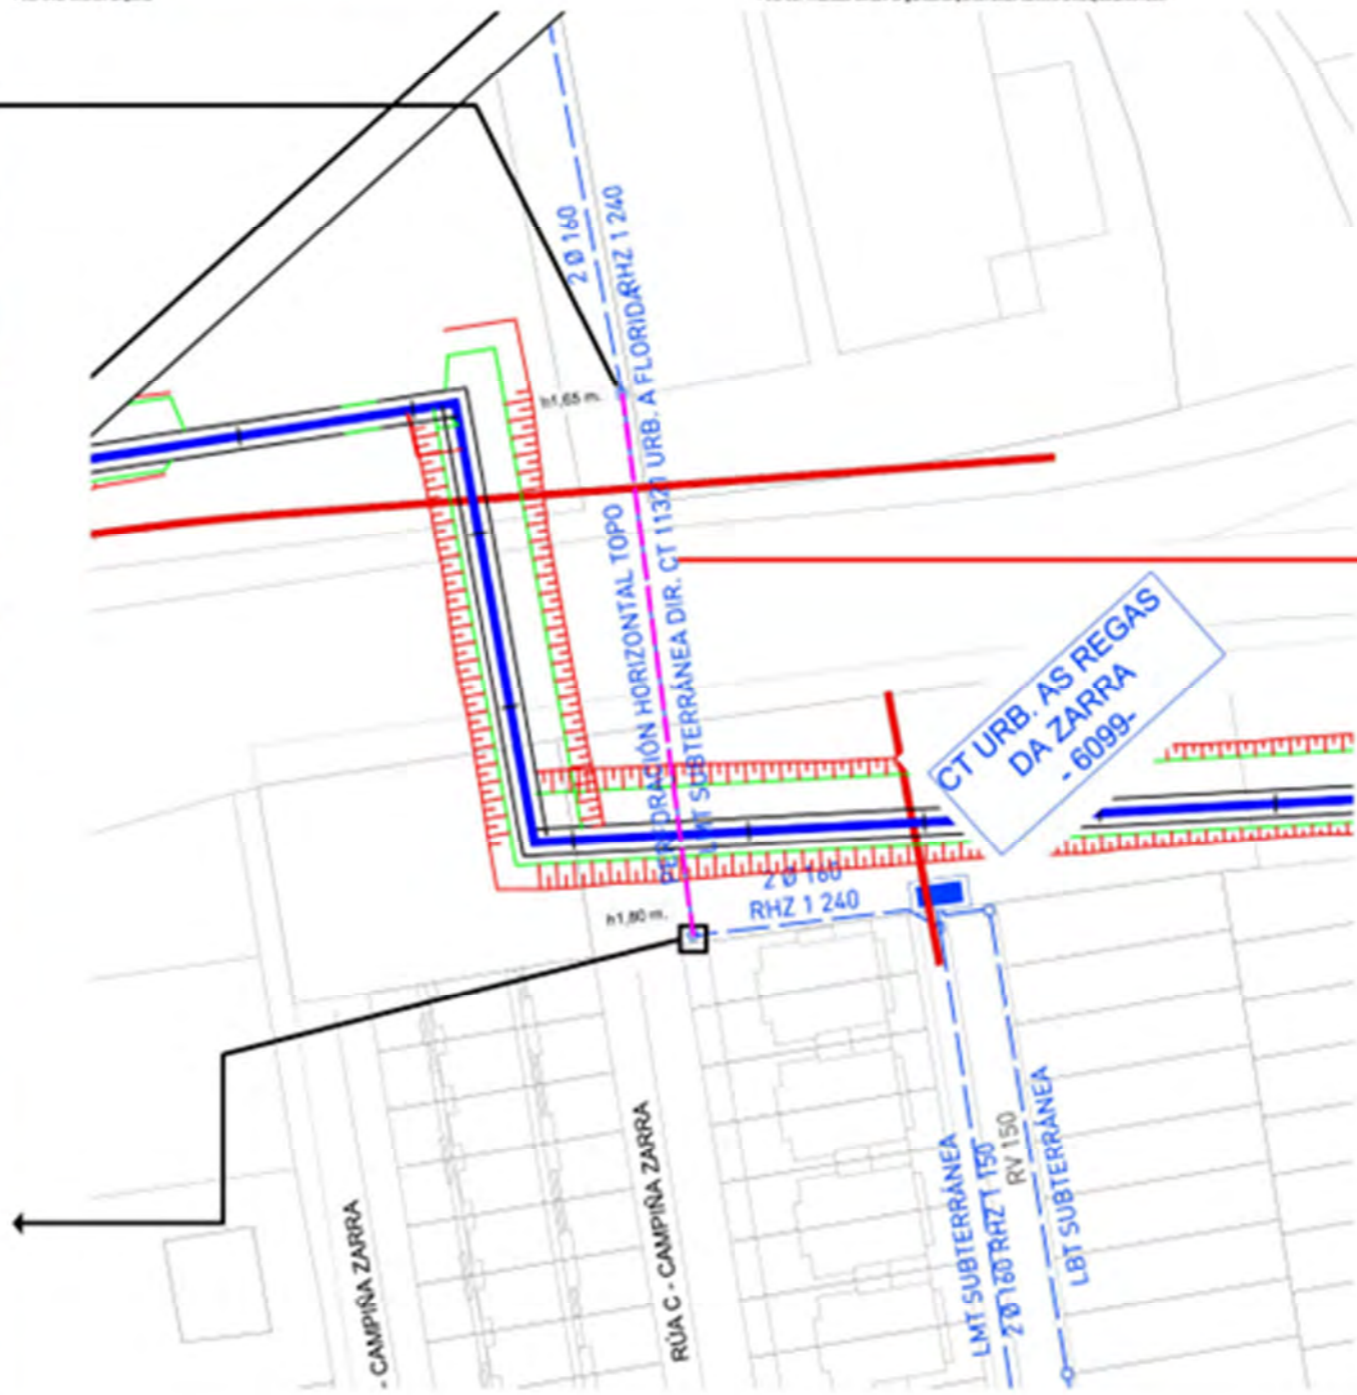 2 Ø 160
RHZ 1 240
h1,65 m.
PERFORACIÓN HORIZONTAL TOPO
LMT SUBTERRÁNEA DIR. CT 11321 URB. A FLORIDA
CT URB. AS REGAS
DA ZARRA
- 6099-
2 Ø 160
RHZ 1 240
h1,80 m.
- CAMPIÑA ZARRA
RÚA C - CAMPIÑA ZARRA
LMT SUBTERRÁNEA
2 Ø 160 RHZ 1 150
RV 150
LBT SUBTERRÁNEA